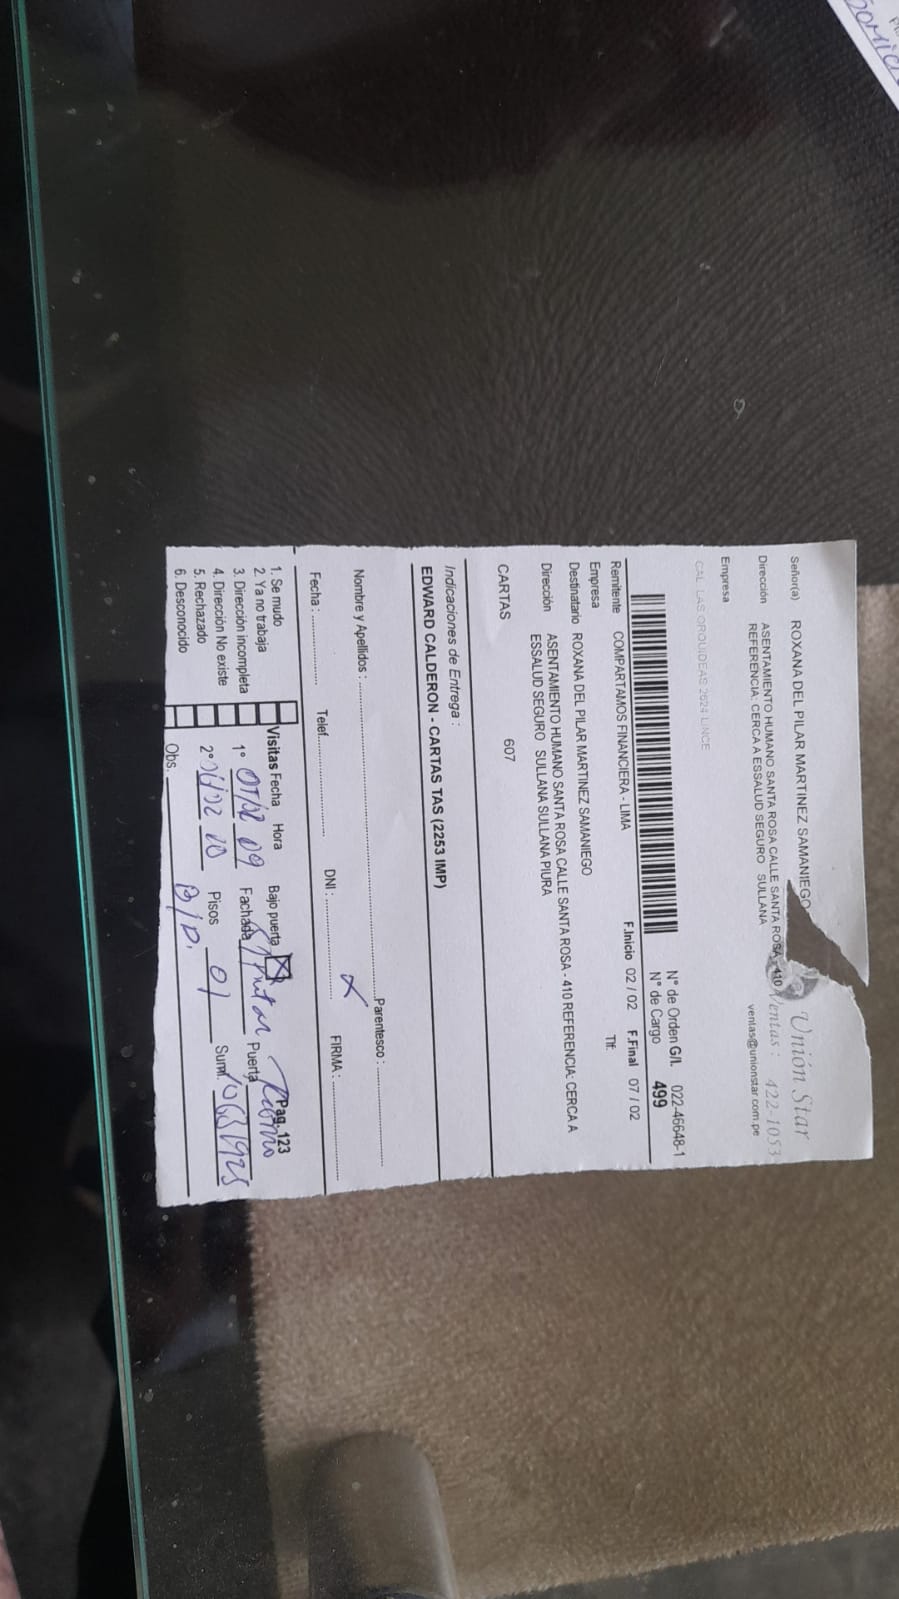 Señor(a) ROXANA DEL PILAR MARTINEZ SAMANIEGO
Unión Star
Dirección ASENTAMIENTO HUMANO SANTA ROSA CALLE SANTA ROSA - 410
REFERENCIA: CERCA A ESSALUD SEGURO SULLANA
Ventas: 422-1053
ventas@unionstar.com.pe
Empresa
CAL. LAS ORQUIDEAS 2624 LINCE
N° de Orden G/I. 022-46648-1
N° de Cargo 499
F.Inicio 02 / 02 F.Final 07 / 02
Remitente COMPARTAMOS FINANCIERA - LIMA
Tlf:
Empresa
Destinatario ROXANA DEL PILAR MARTINEZ SAMANIEGO
Dirección ASENTAMIENTO HUMANO SANTA ROSA CALLE SANTA ROSA - 410 REFERENCIA: CERCA A
ESSALUD SEGURO SULLANA SULLANA PIURA
CARTAS 607
Indicaciones de Entrega :
EDWARD CALDERON - CARTAS TAS (2253 IMP)
Nombre y Apellidos : Parentesco :
Fecha : Telef. DNI : FIRMA :
Pag. 123
1. Se mudo
Visitas Fecha Hora Bajo puerta X
2. Ya no trabaja
3. Dirección incompleta 1° 09 Fachada Puerta
4. Dirección No existe
5. Rechazado 2° 10 Pisos 01 Sumi.
6. Desconocido Obs. B/P.